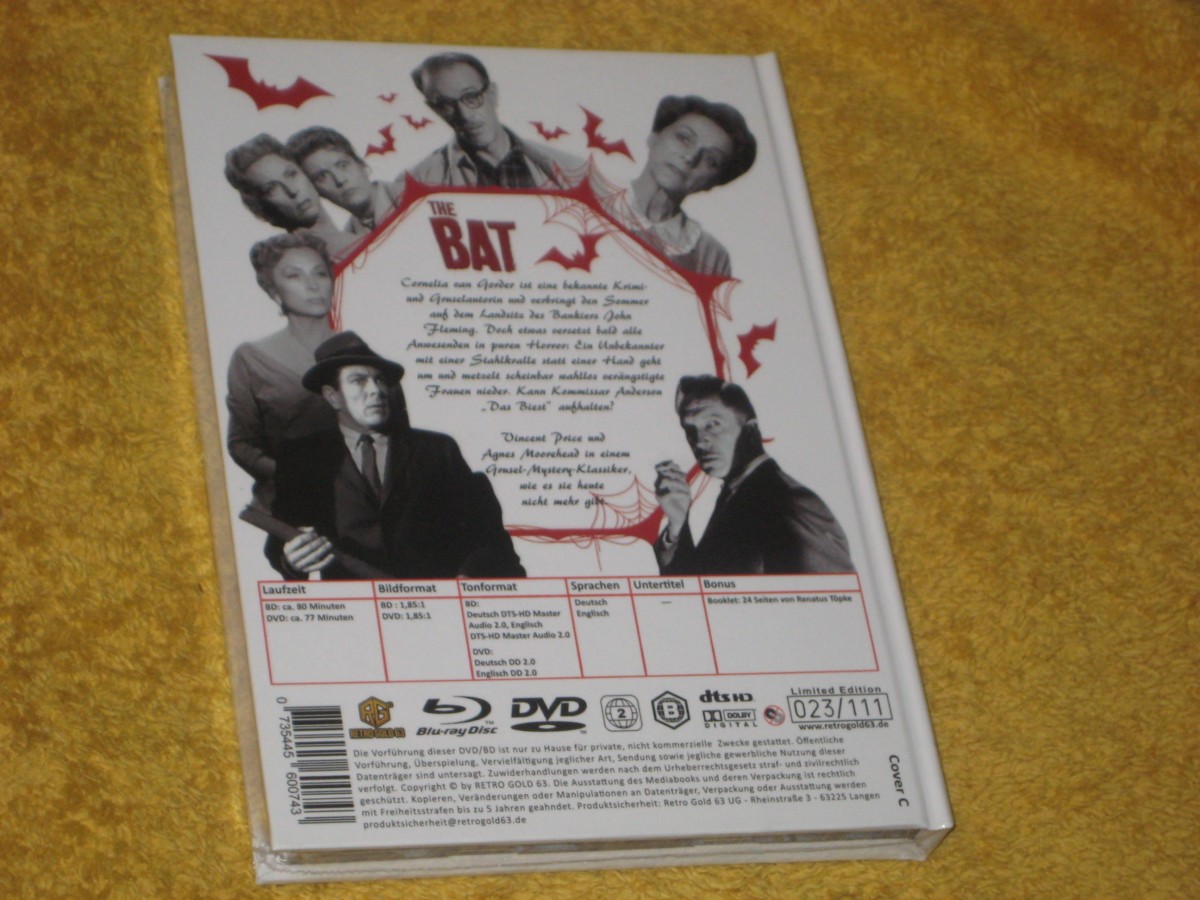 THE
BAT
Cornelia van Gorder ist eine bekannte Krimi-
und Gruselautorin und verbringt den Sommer
auf dem Landsitz des Bankiers John
Fleming. Doch etwas versetzt bald alle
Anwesenden in puren Horror: Ein Unbekannter
mit einer Stahlkralle statt einer Hand geht
um und metzelt scheinbar wahllos verängstigte
Frauen nieder. Kann Kommissar Anderson
„Das Biest" aufhalten?
Vincent Price und
Agnes Moorehead in einem
Grusel-Mystery-Klassiker,
wie es sie heute
nicht mehr gibt.
Laufzeit Bildformat Tonformat Sprachen Untertitel Bonus
BD: ca. 80 Minuten
DVD: ca. 77 Minuten
BD : 1,85:1
DVD: 1,85:1
BD:
Deutsch DTS-HD Master
Audio 2.0, Englisch
DTS-HD Master Audio 2.0
DVD:
Deutsch DD 2.0
Englisch DD 2.0
Deutsch
Englisch
—
Booklet: 24 Seiten von Renatus Töpke
0 735445 600743
RG
RETRO GOLD 63
Blu-ray Disc™
DVD™
2
B
dts HD
DOLBY
DIGITAL
Limited Edition
023/111
www.retrogold63.de
Die Vorführung dieser DVD/BD ist nur zu Hause für private, nicht kommerzielle Zwecke gestattet. Öffentliche
Vorführung, Überspielung, Vervielfältigung jeglicher Art, Sendung sowie jegliche gewerbliche Nutzung dieser
Datenträger sind untersagt. Zuwiderhandlungen werden nach dem Urheberrechtsgesetz straf- und zivilrechtlich
verfolgt. Copyright © by RETRO GOLD 63. Die Ausstattung des Mediabooks und deren Verpackung ist rechtlich
geschützt. Kopieren, Veränderungen oder Manipulationen an Datenträger, Verpackung oder Ausstattung werden
mit Freiheitsstrafen bis zu 5 Jahren geahndet. Produktsicherheit: Retro Gold 63 UG - Rheinstraße 3 - 63225 Langen
produktsicherheit@retrogold63.de
Cover C